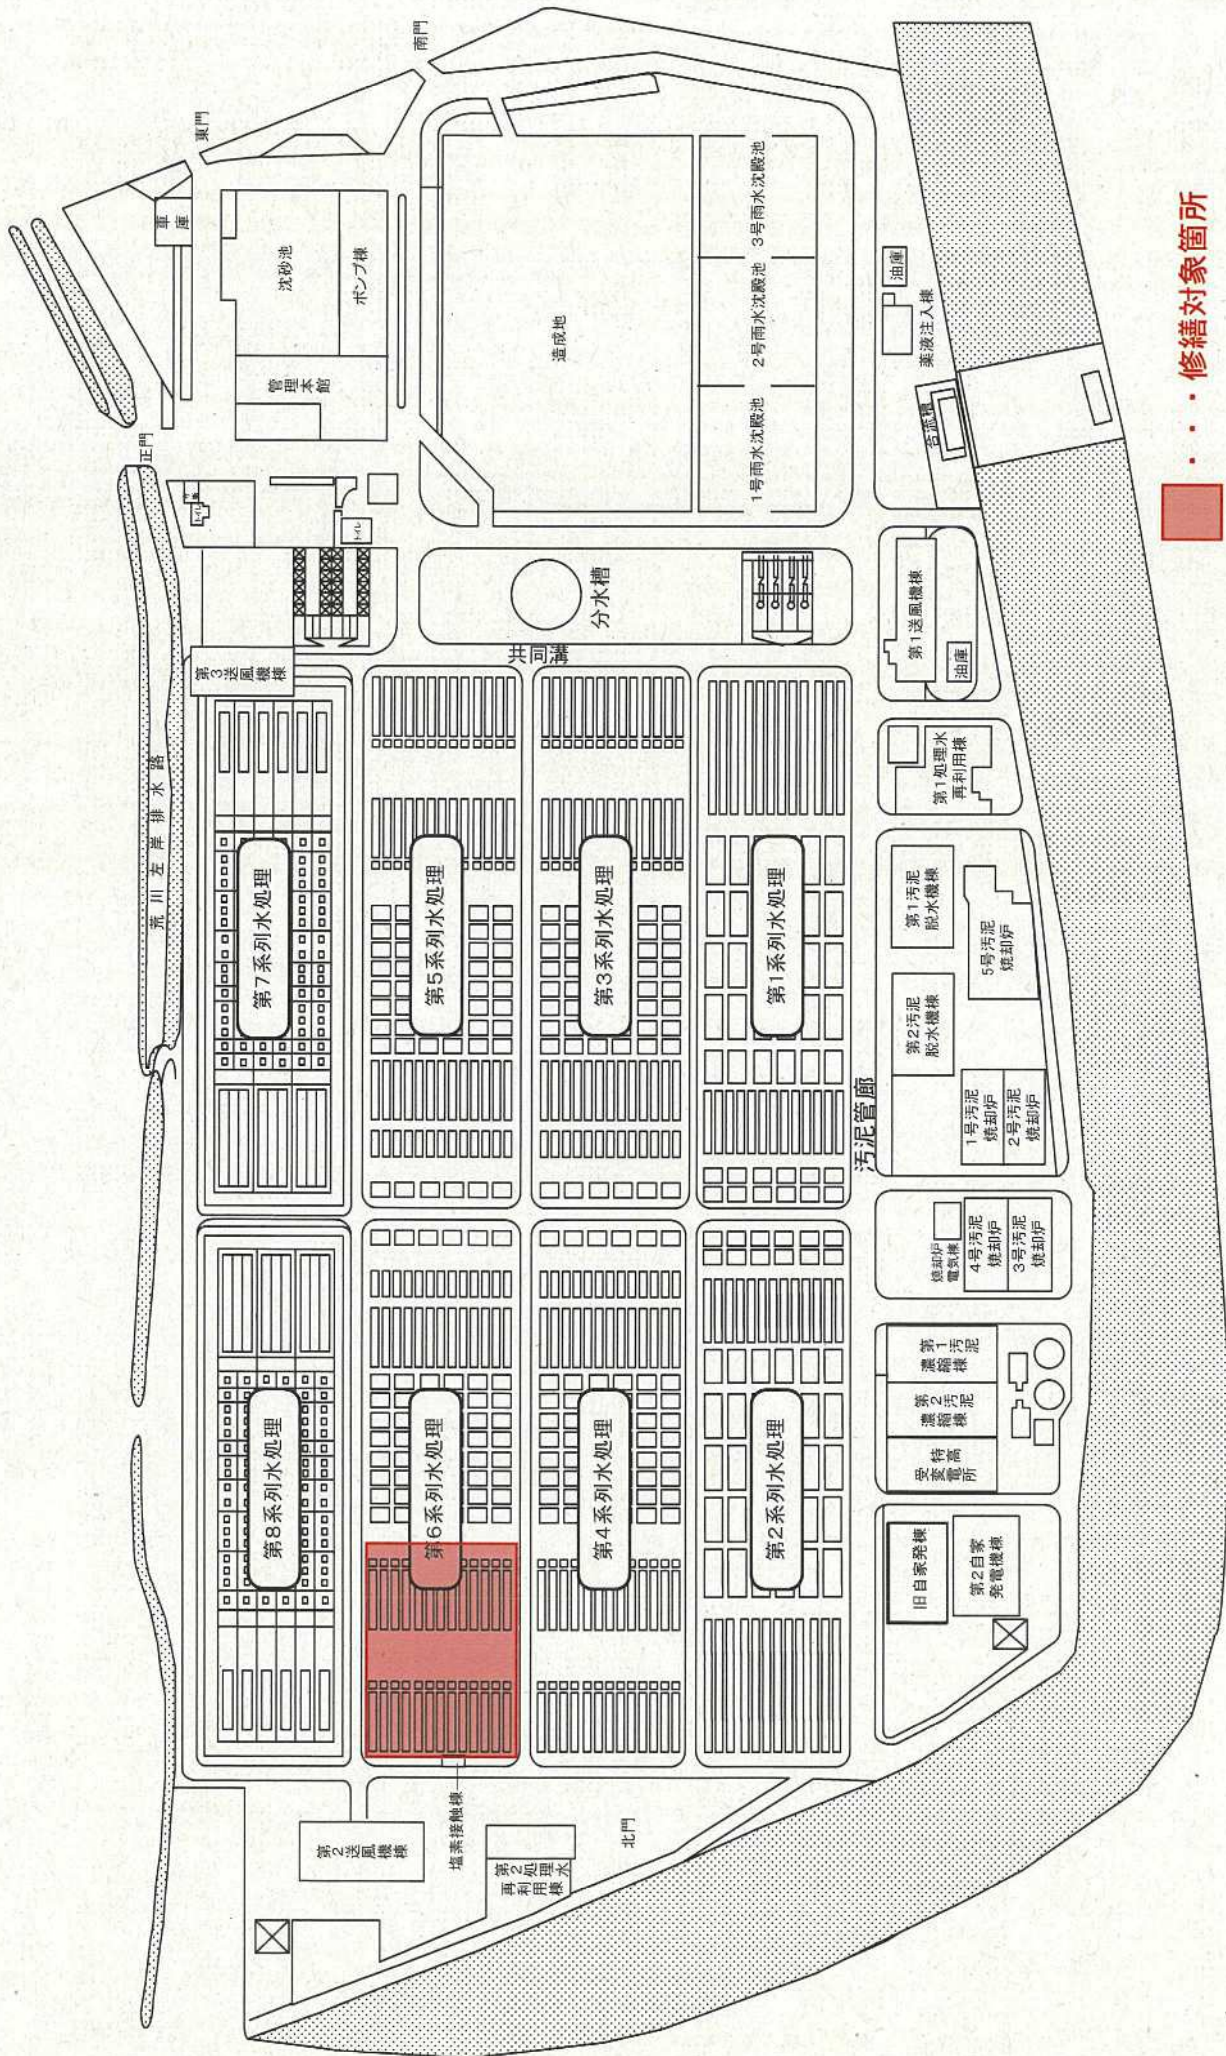 南門
東門
車庫
沈砂池
ポンプ棟
管理本館
正門
トイレ
トイレ
造成地
1号雨水沈殿池
2号雨水沈殿池
3号雨水沈殿池
油庫
薬液注入棟
分水槽
共同溝
第1送風機棟
油庫
第3送風機棟
荒川左岸排水路
第7系列水処理
第5系列水処理
第3系列水処理
第1系列水処理
第1処理水
再利用棟
第1汚泥
脱水機棟
5号汚泥
焼却炉
第2汚泥
脱水機棟
1号汚泥
焼却炉
2号汚泥
焼却炉
汚泥管廊
焼却炉
電気棟
4号汚泥
焼却炉
3号汚泥
焼却炉
第8系列水処理
第6系列水処理
第4系列水処理
第2系列水処理
第1汚泥
濃縮棟
第2汚泥
濃縮棟
特高
受変電所
旧自家発棟
第2自家
発電機棟
第2送風機棟
塩素接触棟
第2処理水
再利用棟
北門
・・・修繕対象箇所